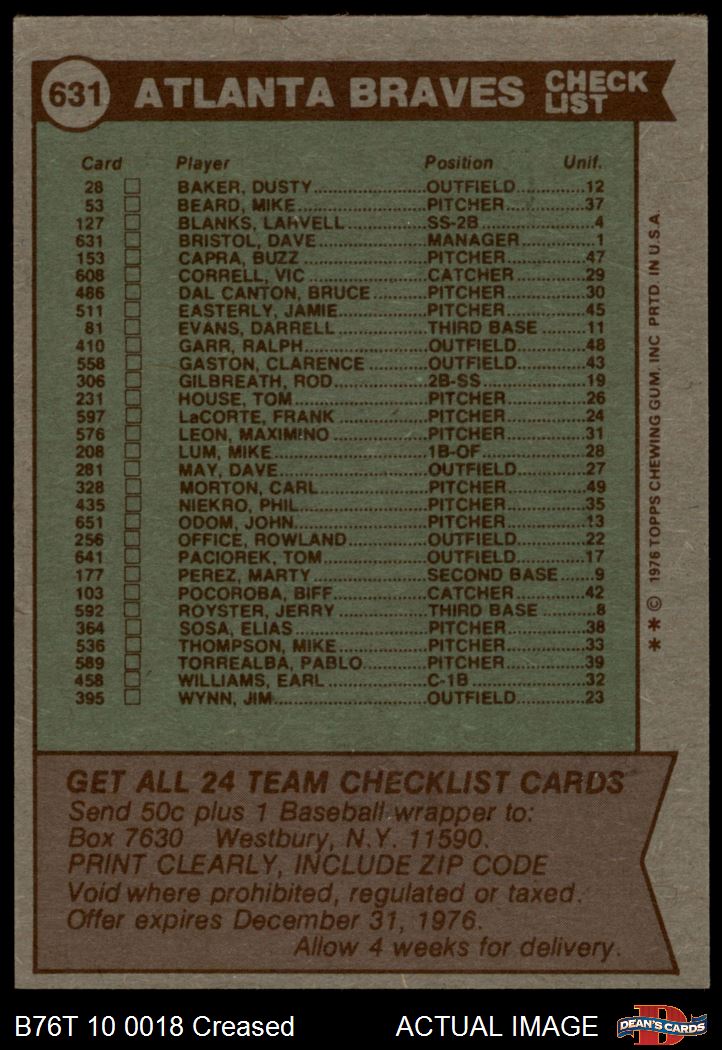 631 ATLANTA BRAVES CHECK LIST
Card Player Position Unif.
28 BAKER, DUSTY OUTFIELD 12
53 BEARD, MIKE PITCHER 37
127 BLANKS, LARVELL SS-2B 4
631 BRISTOL, DAVE MANAGER 1
153 CAPRA, BUZZ PITCHER 47
608 CORRELL, VIC CATCHER 29
486 DAL CANTON, BRUCE PITCHER 30
511 EASTERLY, JAMIE PITCHER 45
81 EVANS, DARRELL THIRD BASE 11
410 GARR, RALPH OUTFIELD 48
558 GASTON, CLARENCE OUTFIELD 43
306 GILBREATH, ROD 2B-SS 19
231 HOUSE, TOM PITCHER 26
597 LaCORTE, FRANK PITCHER 24
576 LEON, MAXIMINO PITCHER 31
208 LUM, MIKE 1B-OF 28
281 MAY, DAVE OUTFIELD 27
328 MORTON, CARL PITCHER 49
435 NIEKRO, PHIL PITCHER 35
651 ODOM, JOHN PITCHER 13
256 OFFICE, ROWLAND OUTFIELD 22
641 PACIOREK, TOM OUTFIELD 17
177 PEREZ, MARTY SECOND BASE 9
103 POCOROBA, BIFF CATCHER 42
592 ROYSTER, JERRY THIRD BASE 8
364 SOSA, ELIAS PITCHER 38
536 THOMPSON, MIKE PITCHER 33
589 TORREALBA, PABLO PITCHER 39
458 WILLIAMS, EARL C-1B 32
395 WYNN, JIM OUTFIELD 23
** © 1976 TOPPS CHEWING GUM, INC PRTD. IN U.S.A.
GET ALL 24 TEAM CHECKLIST CARDS
Send 50c plus 1 Baseball wrapper to:
Box 7630 Westbury, N.Y. 11590.
PRINT CLEARLY, INCLUDE ZIP CODE
Void where prohibited, regulated or taxed.
Offer expires December 31, 1976.
Allow 4 weeks for delivery.
B76T 10 0018 Creased ACTUAL IMAGE D DEAN'S CARDS